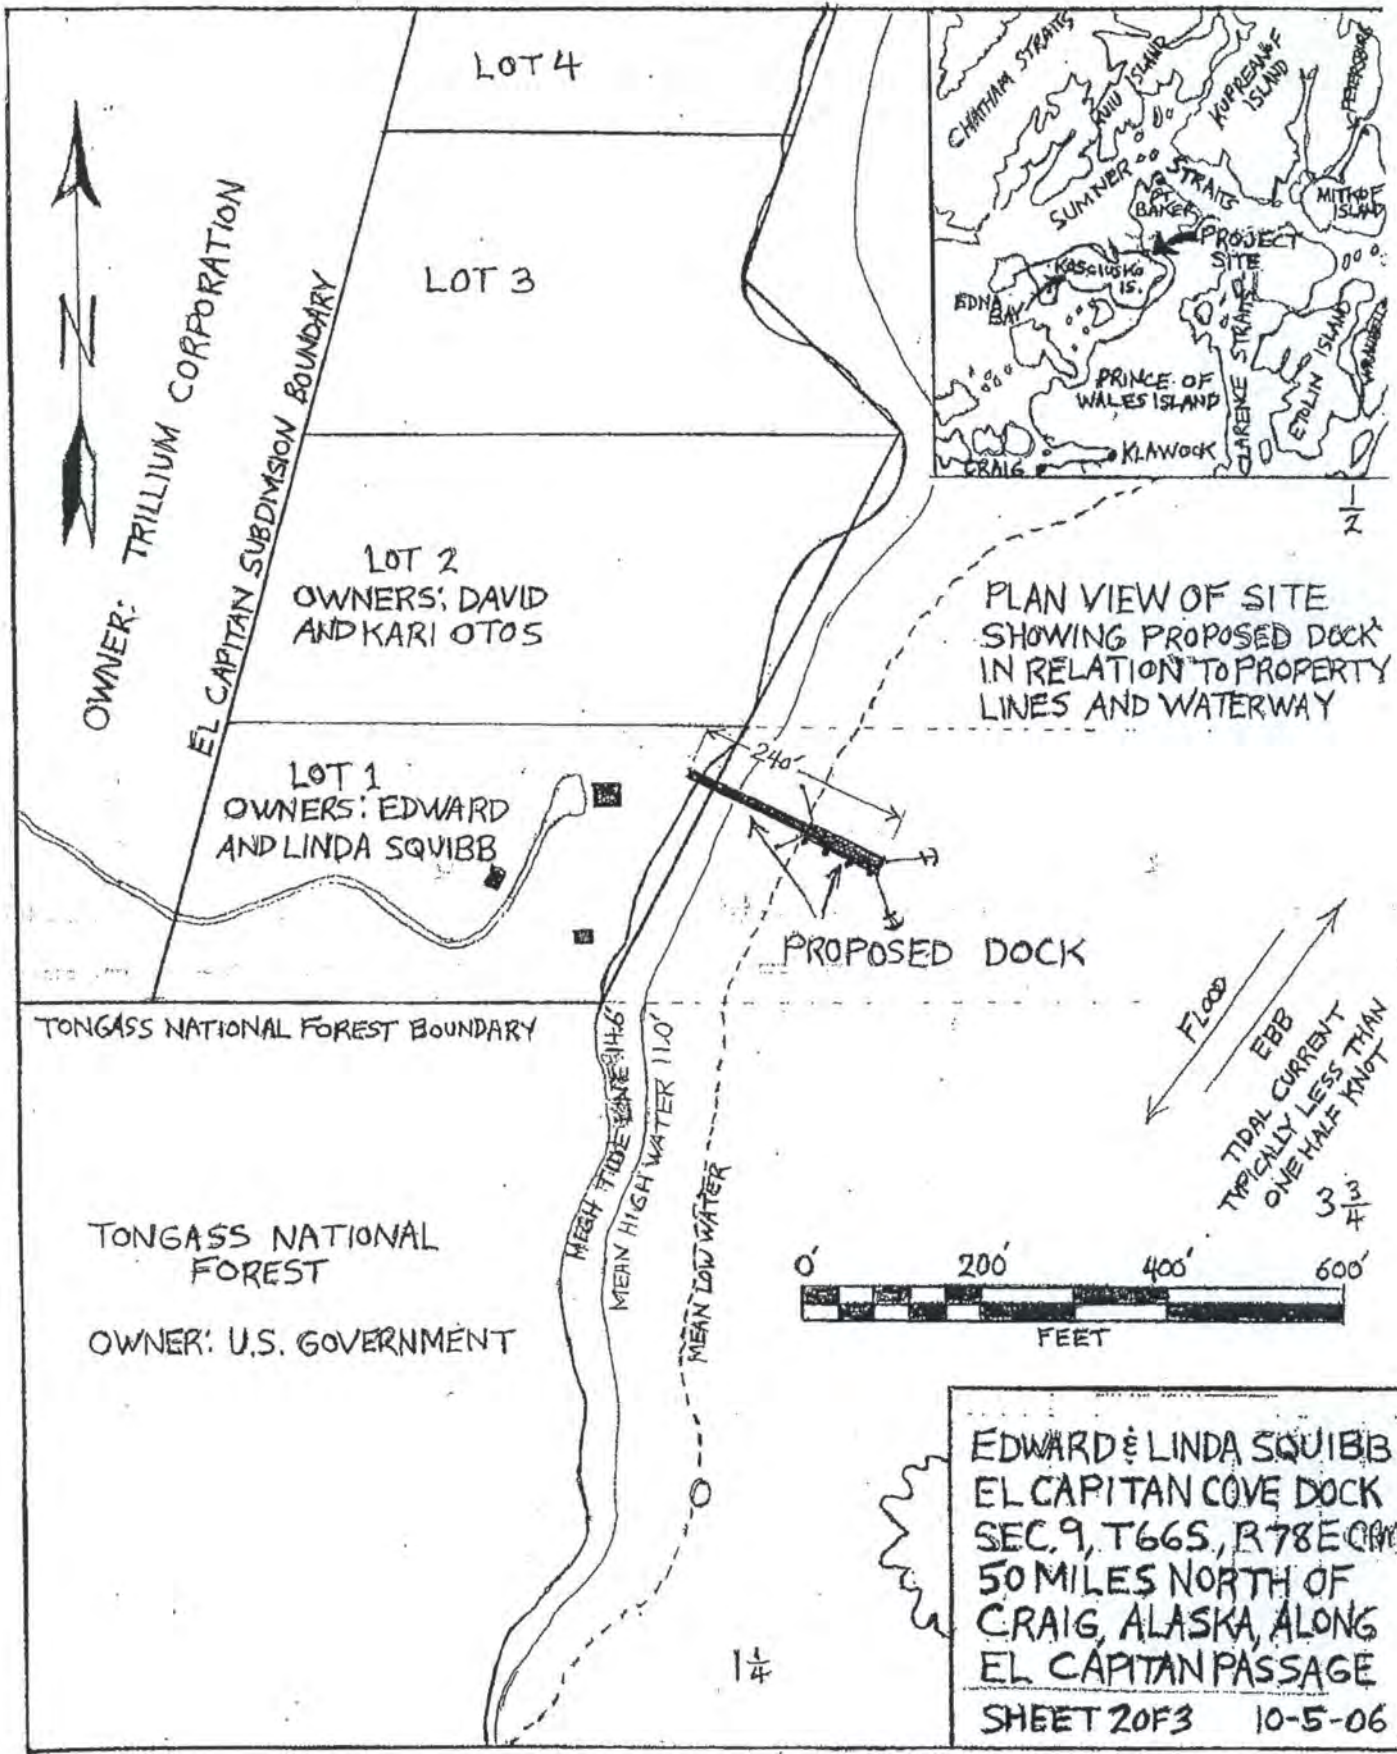 LOT 4
LOT 3
LOT 2
OWNERS: DAVID
AND KARI OTOS
LOT 1
OWNERS: EDWARD
AND LINDA SQUIBB
N
OWNER: TRILLIUM CORPORATION
EL CAPITAN SUBDIVISION BOUNDARY
CHATHAM STRAITS
KUIU ISLAND
KUPREANOF
ISLAND
PETERSBURG
SUMNER STRAITS
PT
BAKER
MITKOF
ISLAND
PROJECT
SITE
KOSCIUSKO
IS.
EDNA
BAY
CLARENCE STRAITS
ETOLIN ISLAND
PRINCE OF
WALES ISLAND
KLAWOCK
CRAIG
1/2
PLAN VIEW OF SITE
SHOWING PROPOSED DOCK
IN RELATION TO PROPERTY
LINES AND WATERWAY
240'
PROPOSED DOCK
TONGASS NATIONAL FOREST BOUNDARY
TIDE LINE 14.6'
MEAN HIGH WATER 11.0'
MEAN LOW WATER
FLOOD
EBB
TIDAL CURRENT
TYPICALLY LESS THAN
ONE HALF KNOT
3 3/4
TONGASS NATIONAL
FOREST
OWNER: U.S. GOVERNMENT
0' 200' 400' 600'
FEET
1 1/4
EDWARD & LINDA SQUIBB
EL CAPITAN COVE DOCK
SEC. 9, T66S., R78E CRM
50 MILES NORTH OF
CRAIG, ALASKA, ALONG
EL CAPITAN PASSAGE
SHEET 2 OF 3 10-5-06